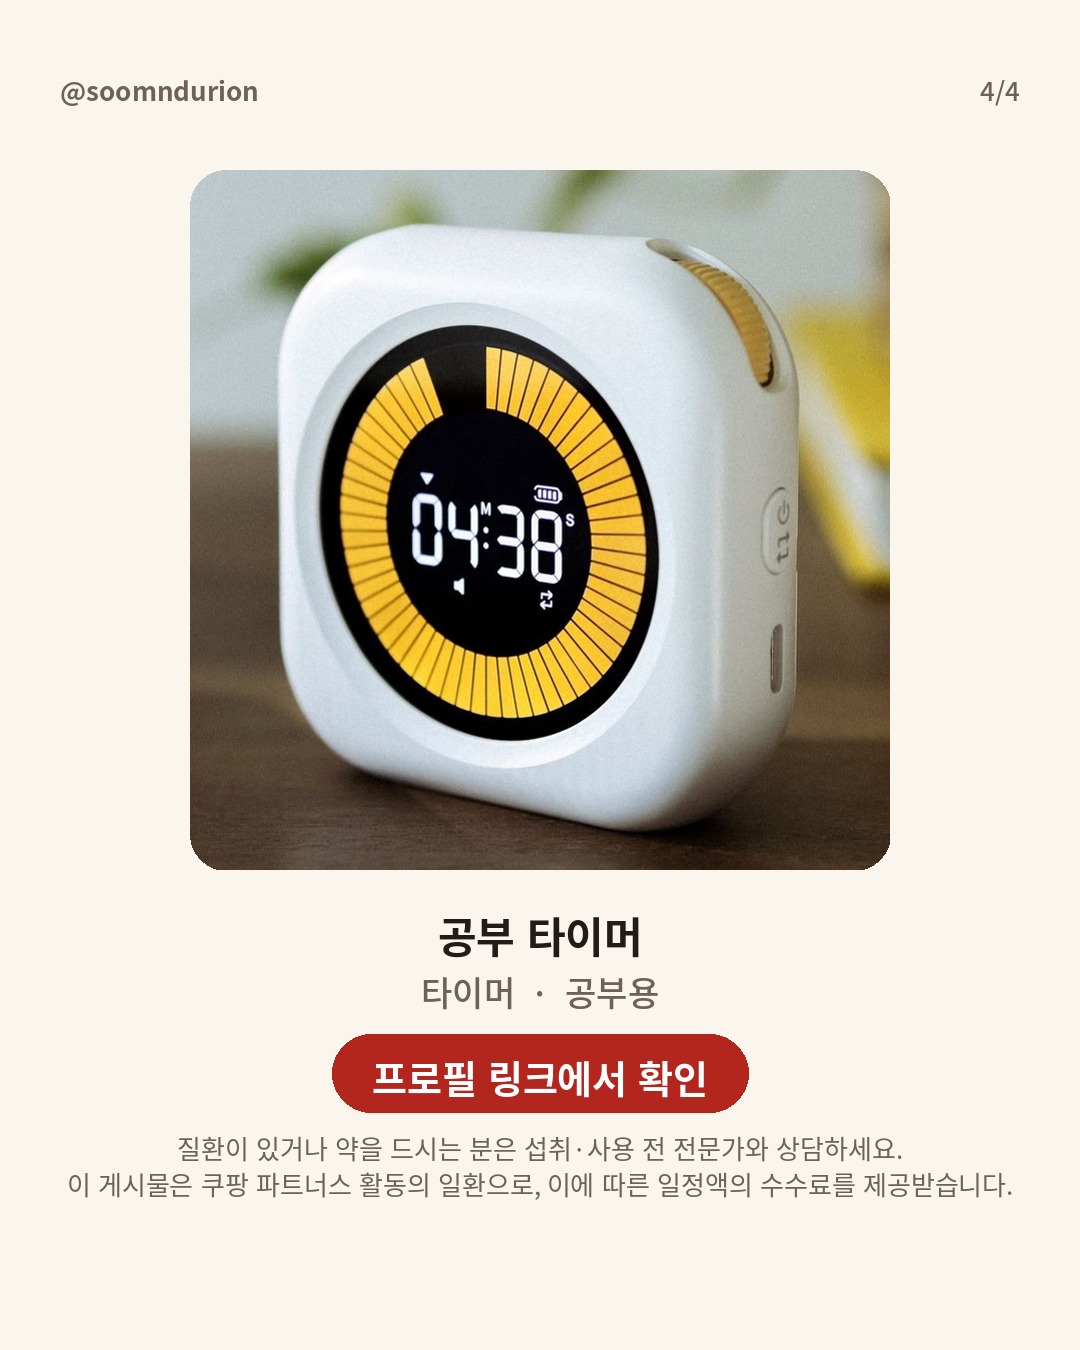 @soomndurion
4/4
04:38
M
S
공부 타이머
타이머 · 공부용
프로필 링크에서 확인
질환이 있거나 약을 드시는 분은 섭취·사용 전 전문가와 상담하세요.
이 게시물은 쿠팡 파트너스 활동의 일환으로, 이에 따른 일정액의 수수료를 제공받습니다.